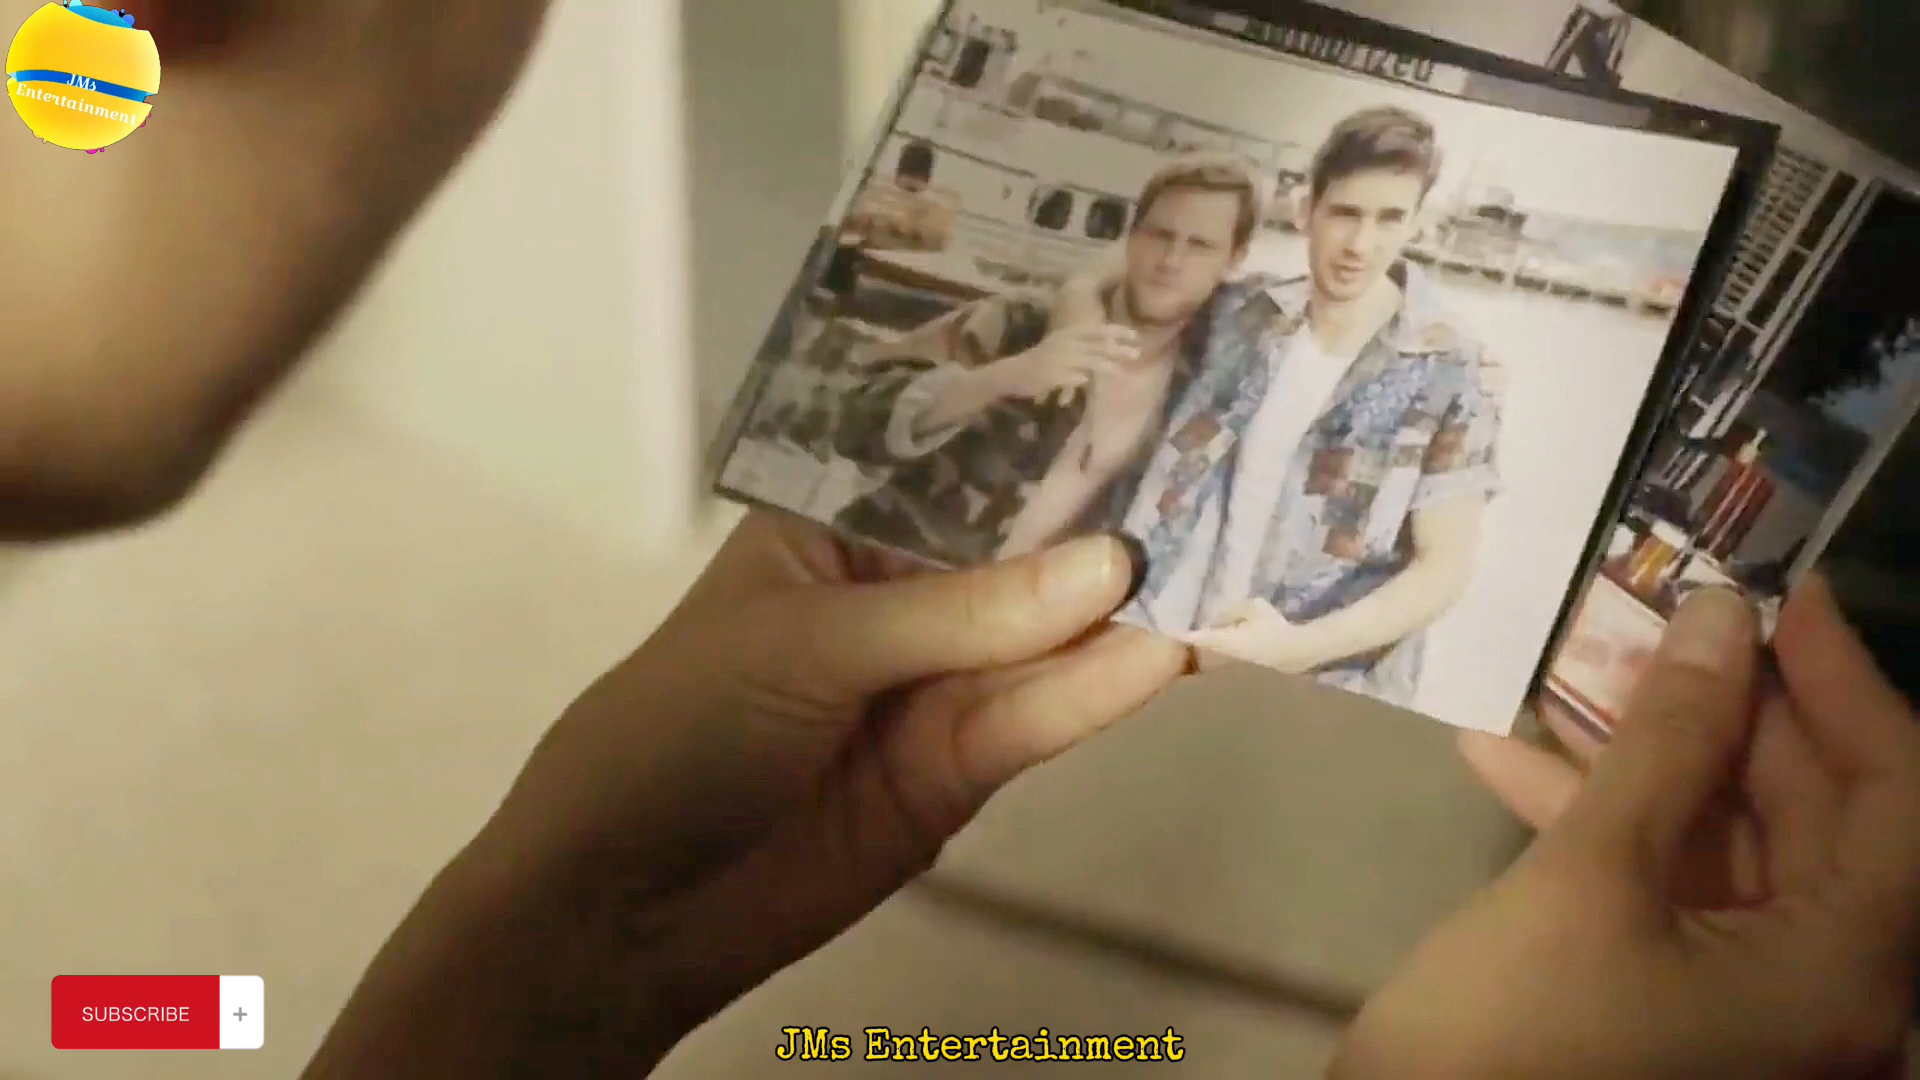 JMs
Entertainment
SUBSCRIBE +
JMs Entertainment